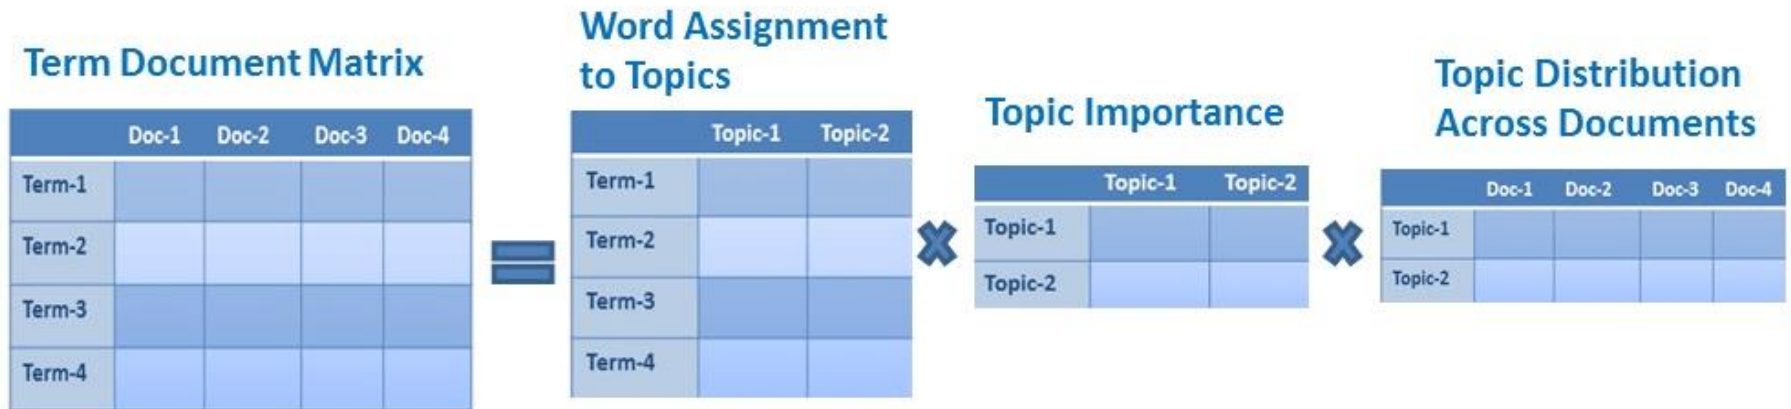 Term Document Matrix
Doc-1 Doc-2 Doc-3 Doc-4
Term-1
Term-2
Term-3
Term-4
Word Assignment
to Topics
Topic-1 Topic-2
Term-1
Term-2
Term-3
Term-4
Topic Importance
Topic-1 Topic-2
Topic-1
Topic-2
Topic Distribution
Across Documents
Doc-1 Doc-2 Doc-3 Doc-4
Topic-1
Topic-2